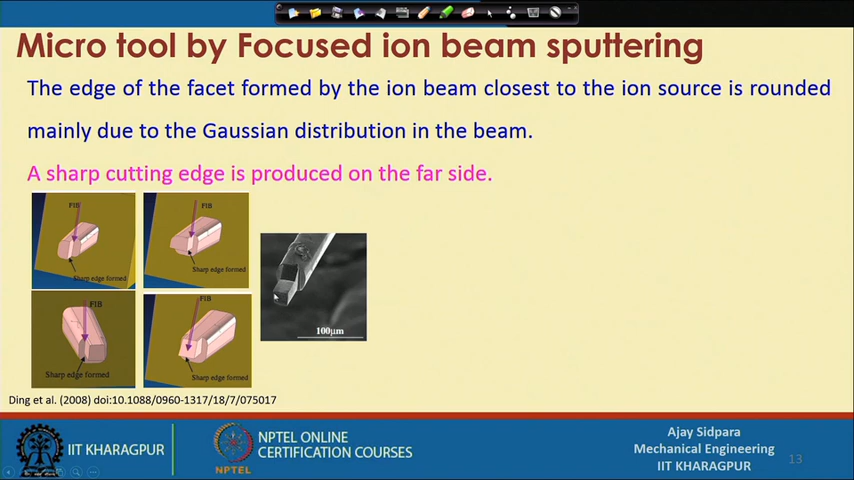 Micro tool by Focused ion beam sputtering
The edge of the facet formed by the ion beam closest to the ion source is rounded
mainly due to the Gaussian distribution in the beam.
A sharp cutting edge is produced on the far side.
FIB
Sharp edge formed
FIB
Sharp edge formed
FIB
Sharp edge formed
FIB
Sharp edge formed
100µm
Ding et al. (2008) doi:10.1088/0960-1317/18/7/075017
IIT KHARAGPUR
NPTEL
NPTEL ONLINE
CERTIFICATION COURSES
Ajay Sidpara
Mechanical Engineering
IIT KHARAGPUR
13